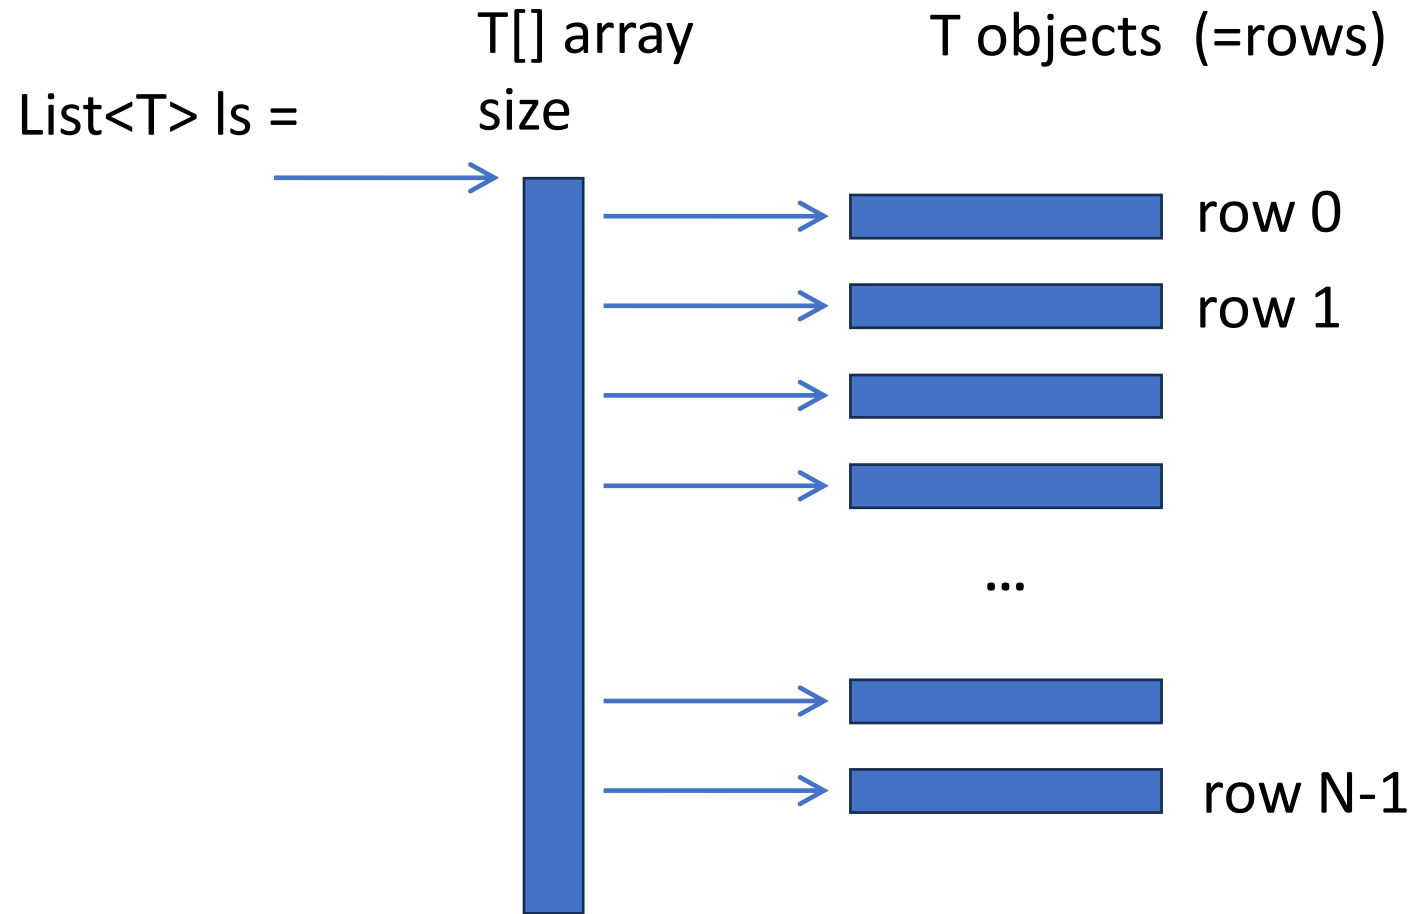 T[] array
size
T objects  (=rows)
List<T> ls =
row 0
row 1
...
row N-1